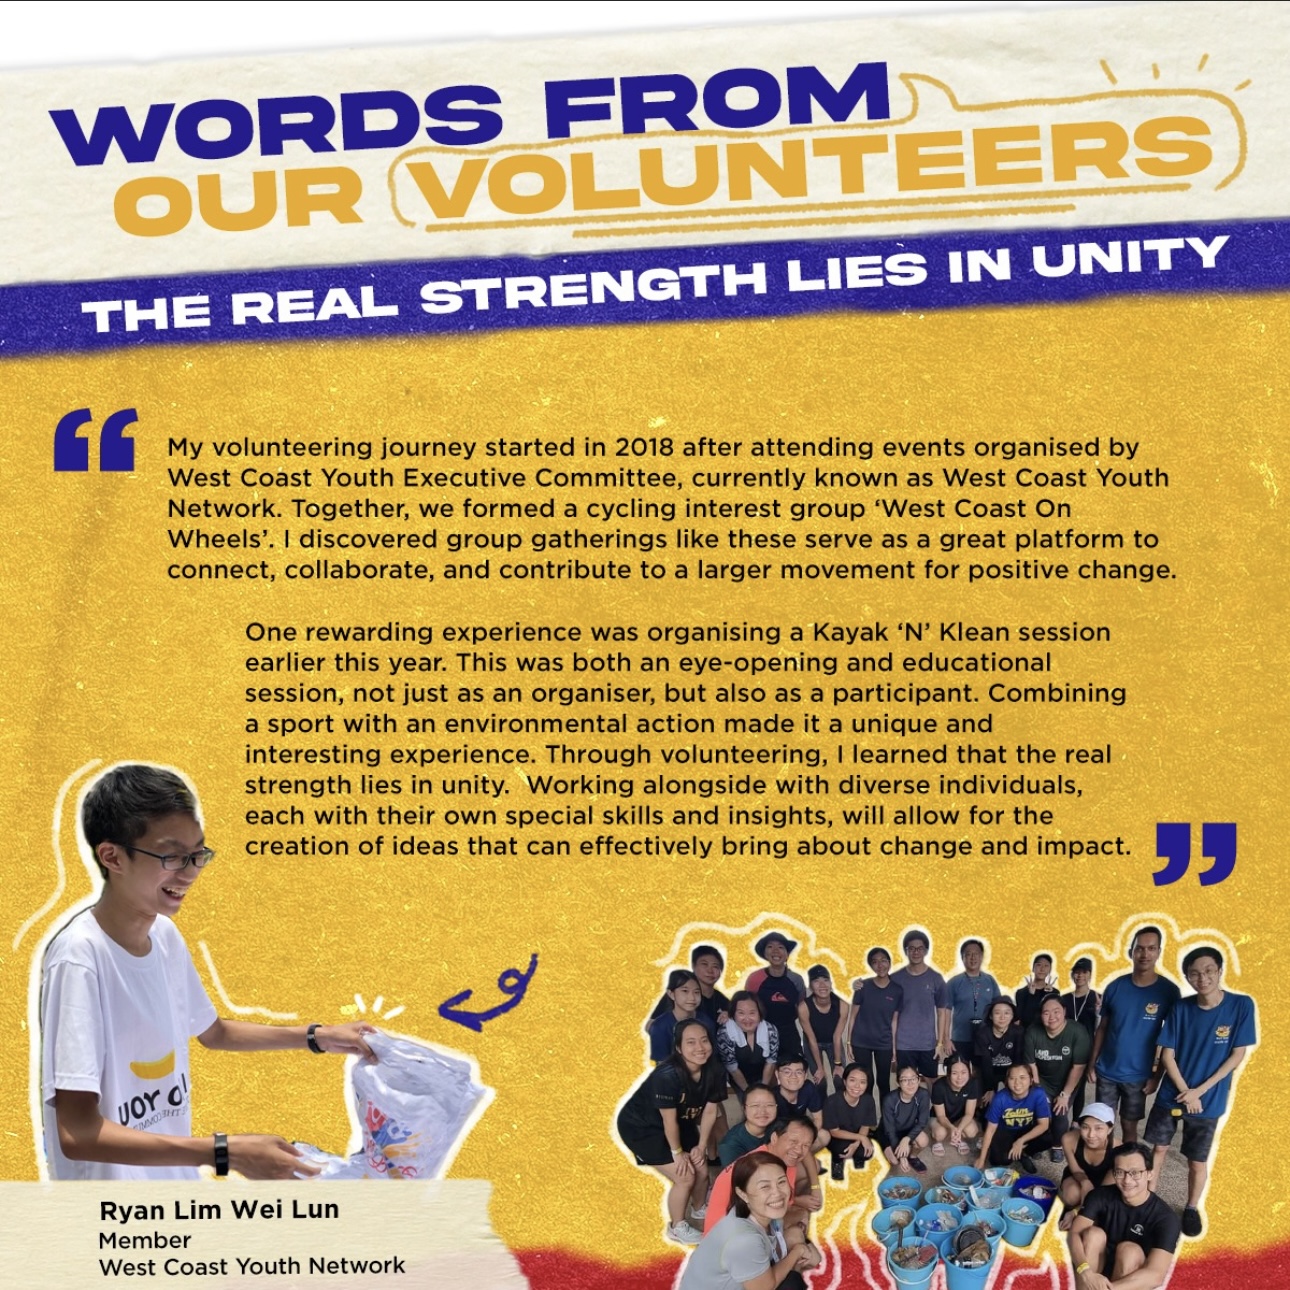 WORDS FROM
OUR VOLUNTEERS
THE REAL STRENGTH LIES IN UNITY
“
My volunteering journey started in 2018 after attending events organised by
West Coast Youth Executive Committee, currently known as West Coast Youth
Network. Together, we formed a cycling interest group ‘West Coast On
Wheels’. I discovered group gatherings like these serve as a great platform to
connect, collaborate, and contribute to a larger movement for positive change.
One rewarding experience was organising a Kayak ‘N’ Klean session
earlier this year. This was both an eye-opening and educational
session, not just as an organiser, but also as a participant. Combining
a sport with an environmental action made it a unique and
interesting experience. Through volunteering, I learned that the real
strength lies in unity.  Working alongside with diverse individuals,
each with their own special skills and insights, will allow for the
creation of ideas that can effectively bring about change and impact.
”
Ryan Lim Wei Lun
Member
West Coast Youth Network